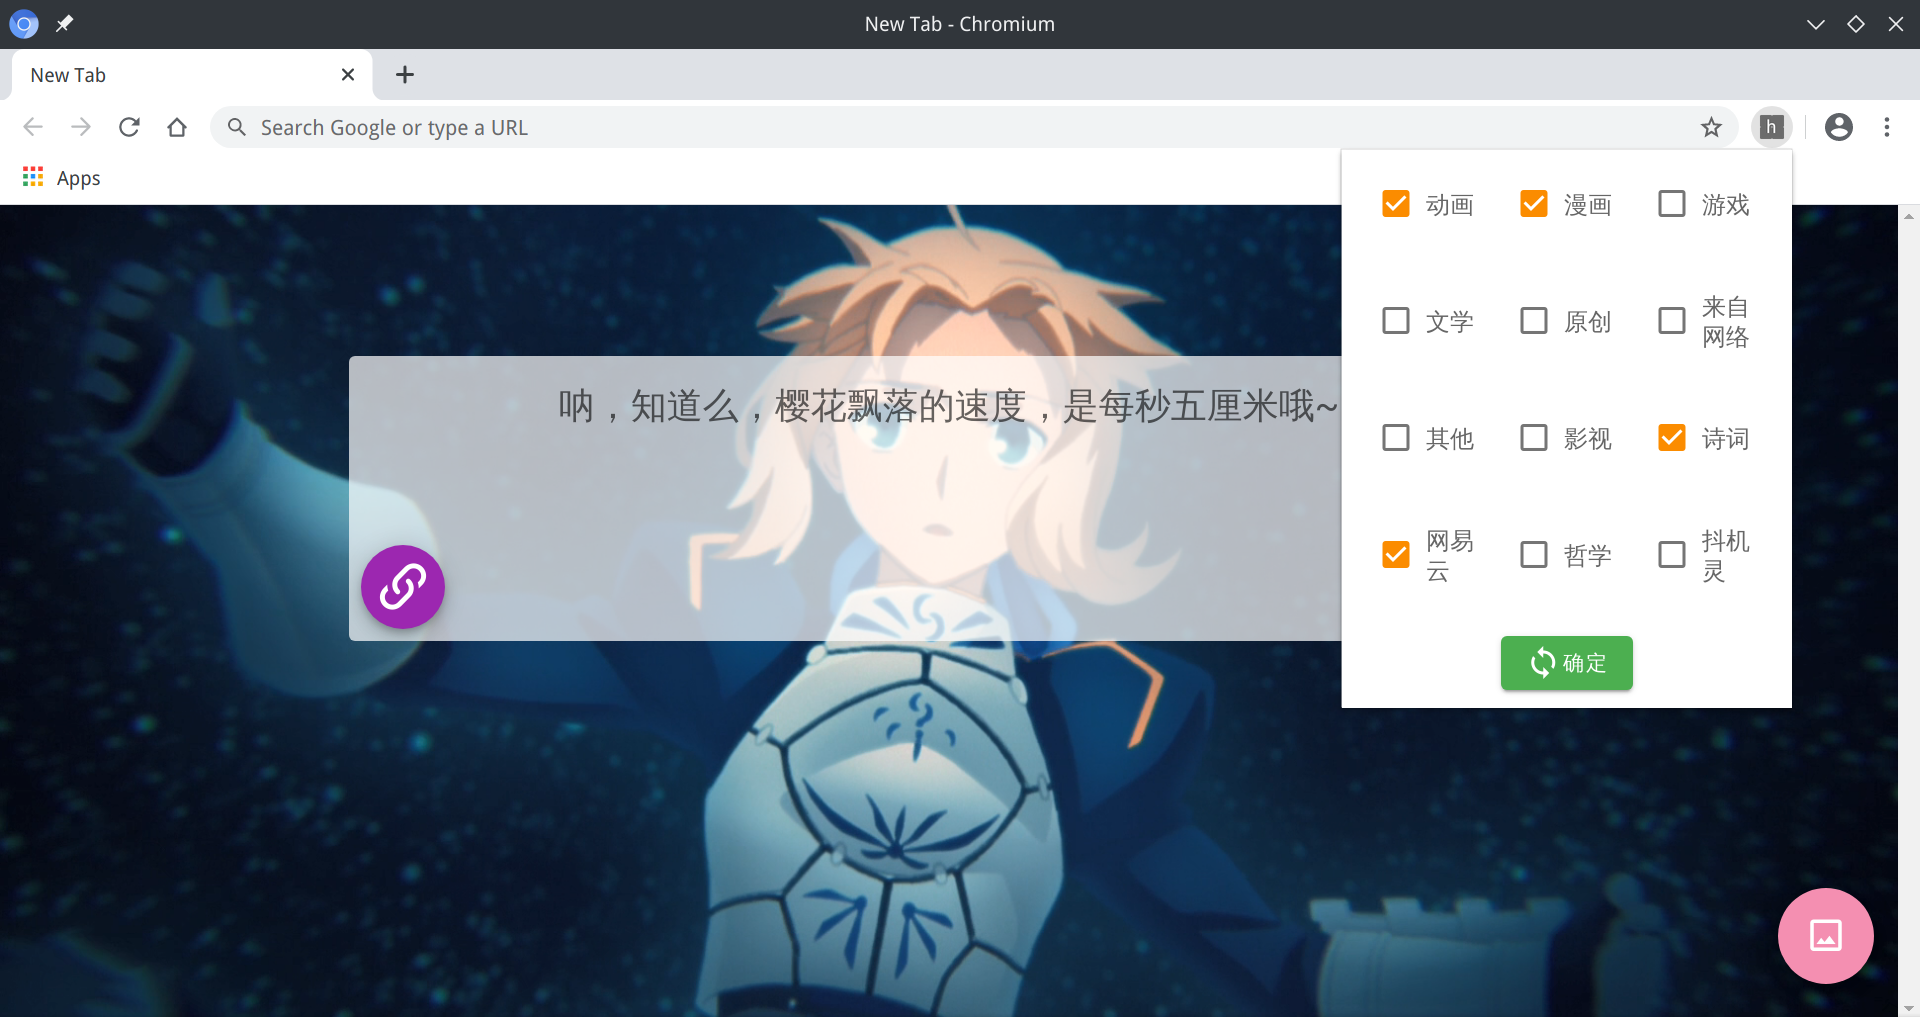 New Tab - Chromium
New Tab
Search Google or type a URL
h
Apps
动画 漫画 游戏
文学 原创 来自
网络
其他 影视 诗词
网易
云 哲学 抖机
灵
确定
呐，知道么，樱花飘落的速度，是每秒五厘米哦~